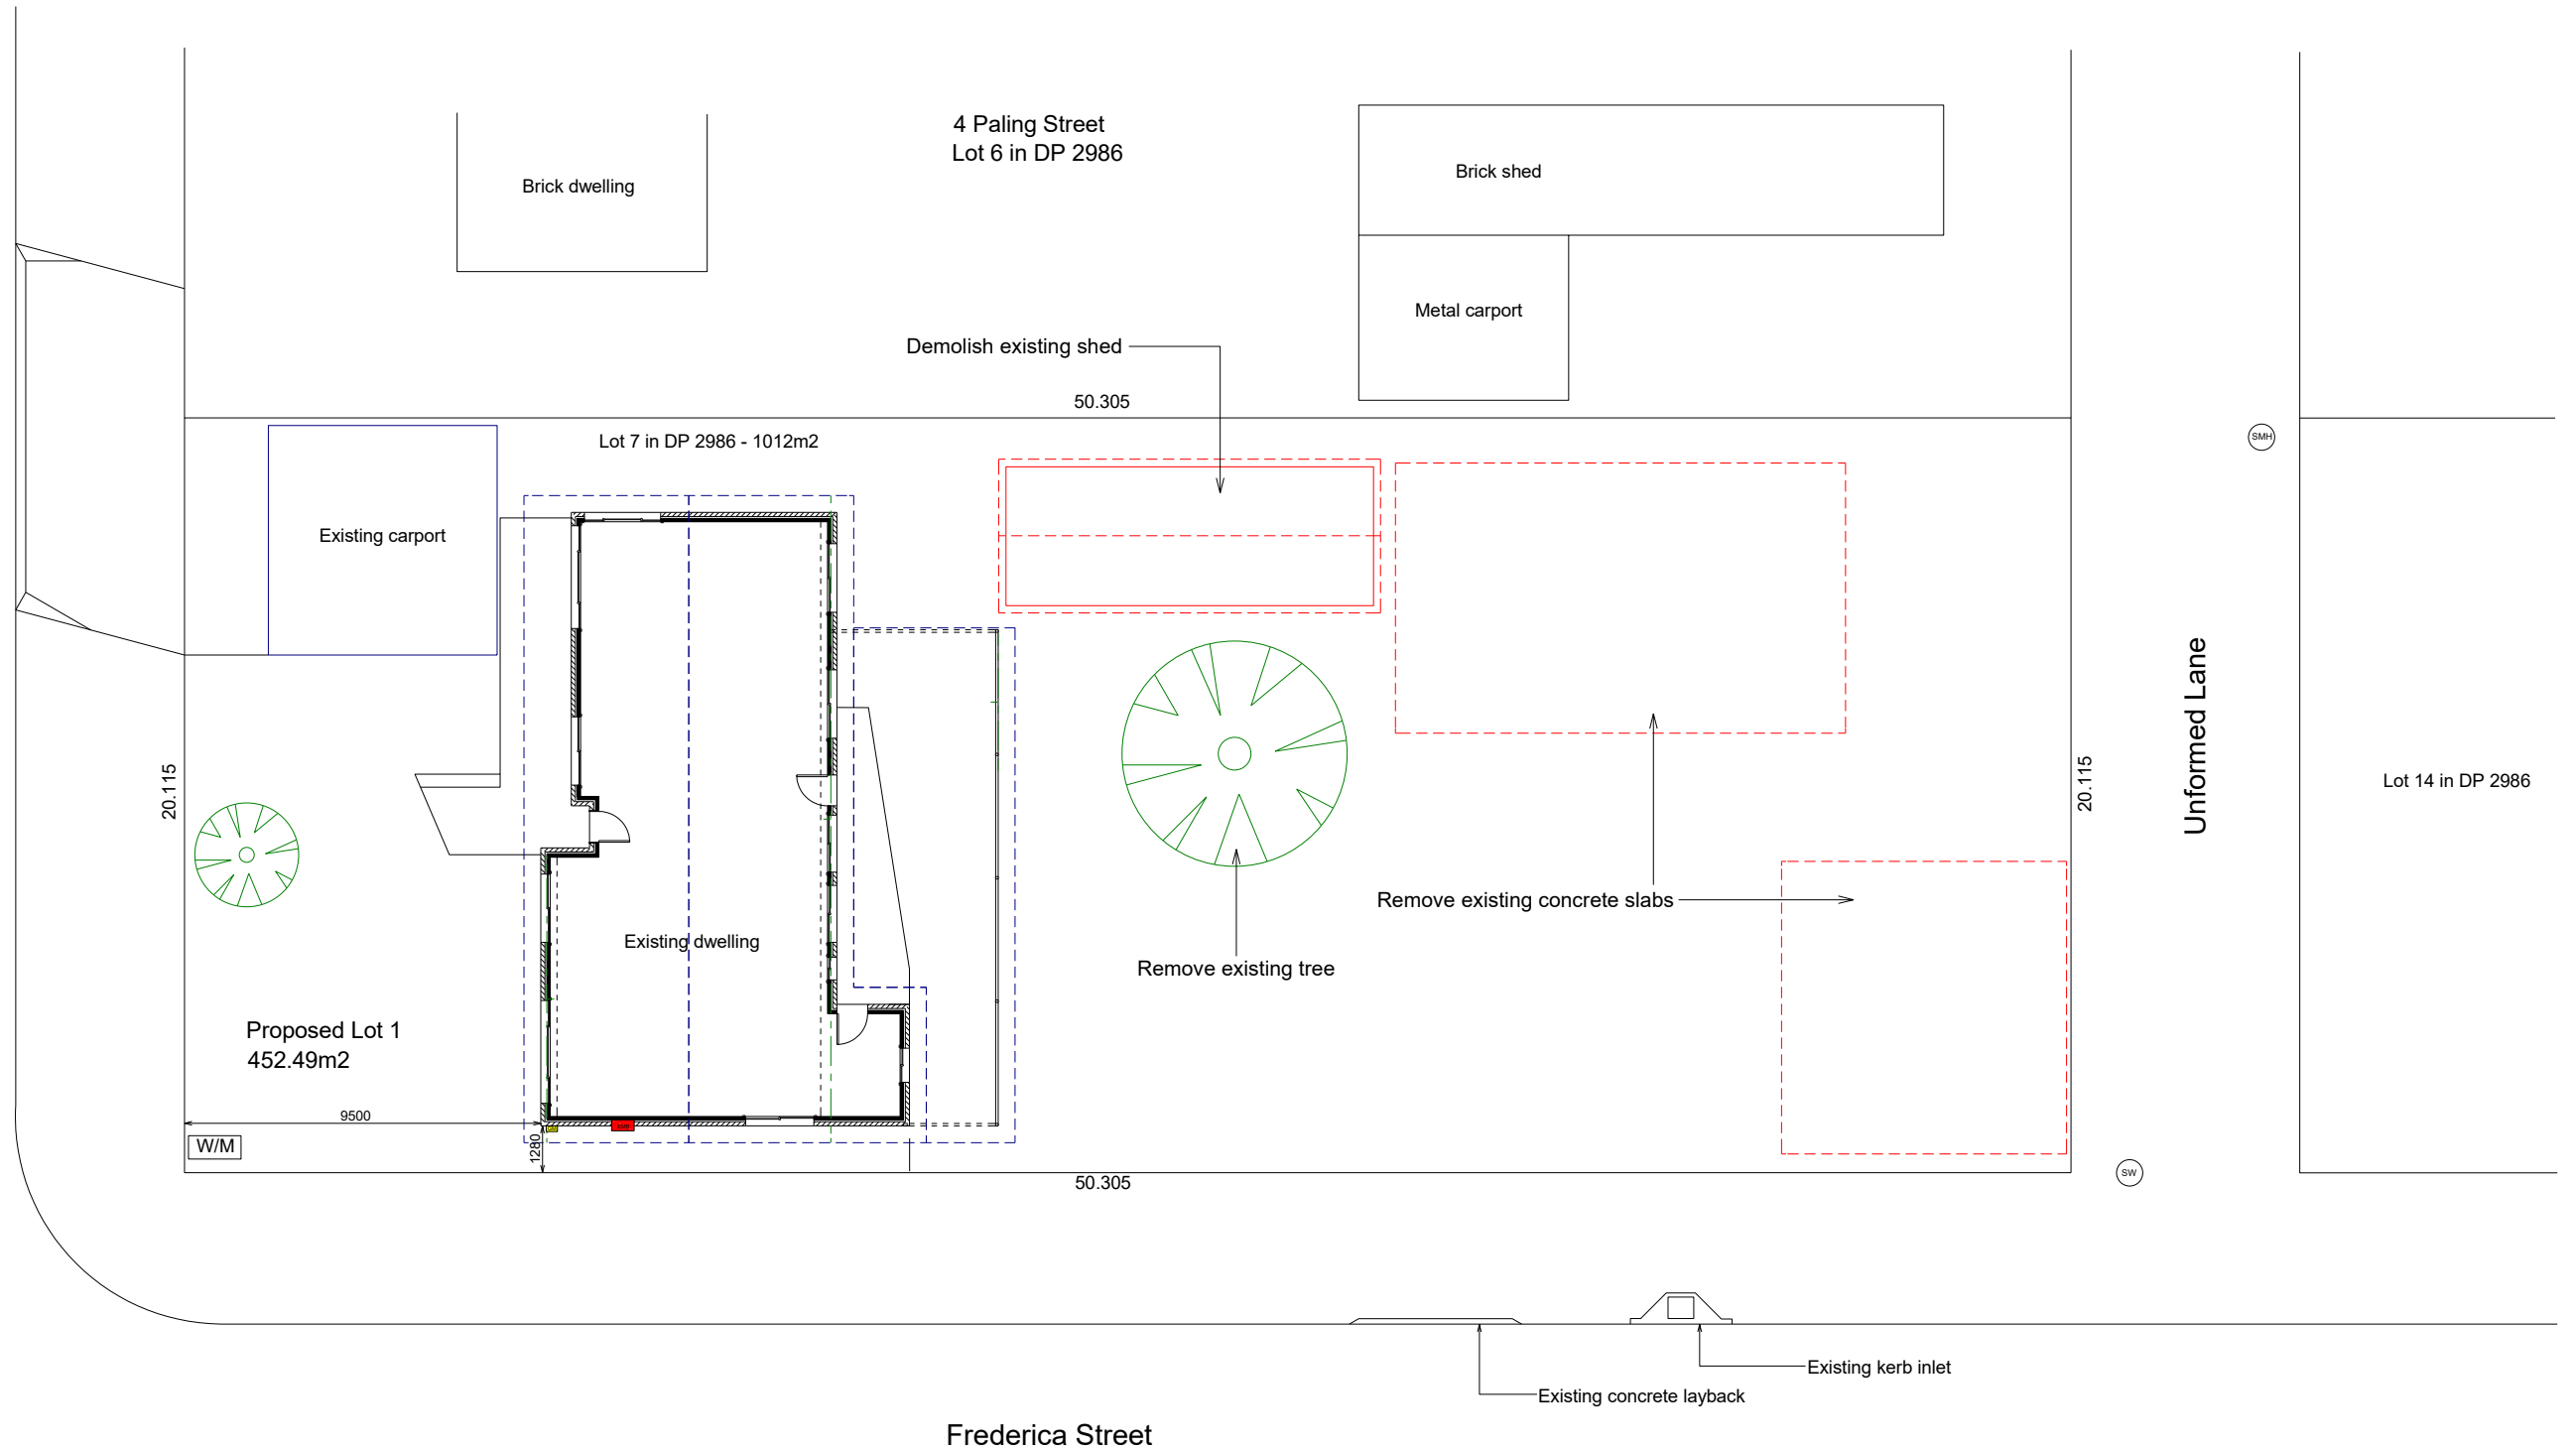 4 Paling Street
Lot 6 in DP 2986
Brick dwelling
Brick shed
Metal carport
Demolish existing shed
50.305
Lot 7 in DP 2986 - 1012m2
SMH
Existing carport
Unformed Lane
20.115
20.115
Lot 14 in DP 2986
Remove existing concrete slabs
Existing dwelling
Remove existing tree
Proposed Lot 1
452.49m2
9500
W/M
1280
SW
50.305
Existing kerb inlet
Existing concrete layback
Frederica Street